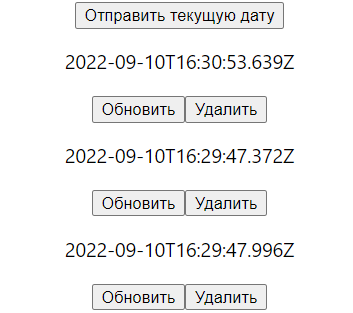 Отправить текущую дату
2022-09-10T16:30:53.639Z
Обновить Удалить
2022-09-10T16:29:47.372Z
Обновить Удалить
2022-09-10T16:29:47.996Z
Обновить Удалить